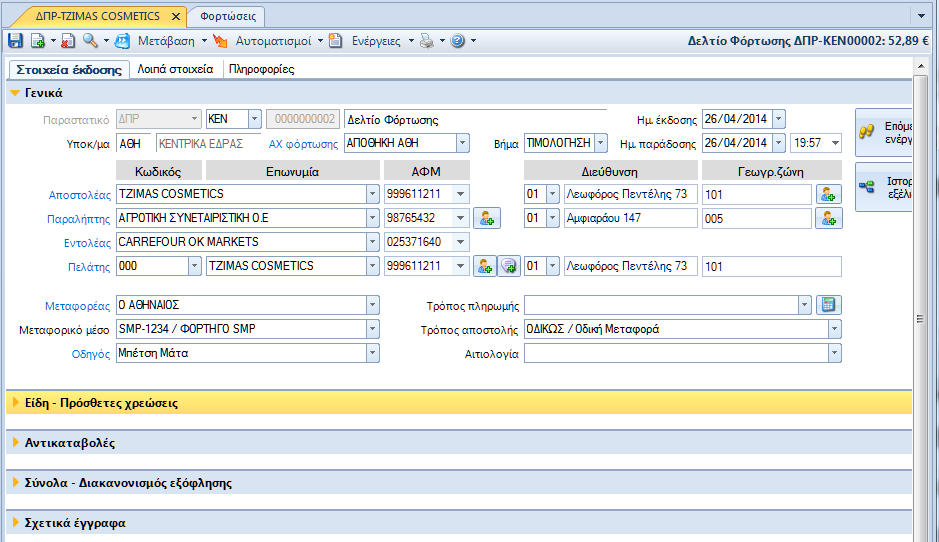 ΔΠΡ-TZIMAS COSMETICS Φορτώσεις
Μετάβαση Αυτοματισμοί Ενέργειες Δελτίο Φόρτωσης ΔΠΡ-ΚΕΝ00002: 52,89 €
Στοιχεία έκδοσης Λοιπά στοιχεία Πληροφορίες
Γενικά
Παραστατικό ΔΠΡ ΚΕΝ 0000000002 Δελτίο Φόρτωσης Ημ. έκδοσης 26/04/2014
Υποκ/μα ΑΘΗ ΚΕΝΤΡΙΚΑ ΕΔΡΑΣ ΑΧ φόρτωσης ΑΠΟΘΗΚΗ ΑΘΗ Βήμα ΤΙΜΟΛΟΓΗΣΗ Ημ. παράδοσης 26/04/2014 19:57
Επόμε
ενέργ
Κωδικός Επωνυμία ΑΦΜ Διεύθυνση Γεωγρ.ζώνη
Ιστορ
εξέλι
Αποστολέας TZIMAS COSMETICS 999611211 01 Λεωφόρος Πεντέλης 73 101
Παραλήπτης ΑΓΡΟΤΙΚΗ ΣΥΝΕΤΑΙΡΙΣΤΙΚΗ Ο.Ε 98765432 01 Αμφιαράου 147 005
Εντολέας CARREFOUR OK MARKETS 025371640
Πελάτης 000 TZIMAS COSMETICS 999611211 01 Λεωφόρος Πεντέλης 73 101
Μεταφορέας Ο ΑΘΗΝΑΙΟΣ Τρόπος πληρωμής
Μεταφορικό μέσο SMP-1234 / ΦΟΡΤΗΓΟ SMP Τρόπος αποστολής ΟΔΙΚΩΣ / Οδική Μεταφορά
Οδηγός Μπέτση Μάτα Αιτιολογία
Είδη - Πρόσθετες χρεώσεις
Αντικαταβολές
Σύνολα - Διακανονισμός εξόφλησης
Σχετικά έγγραφα